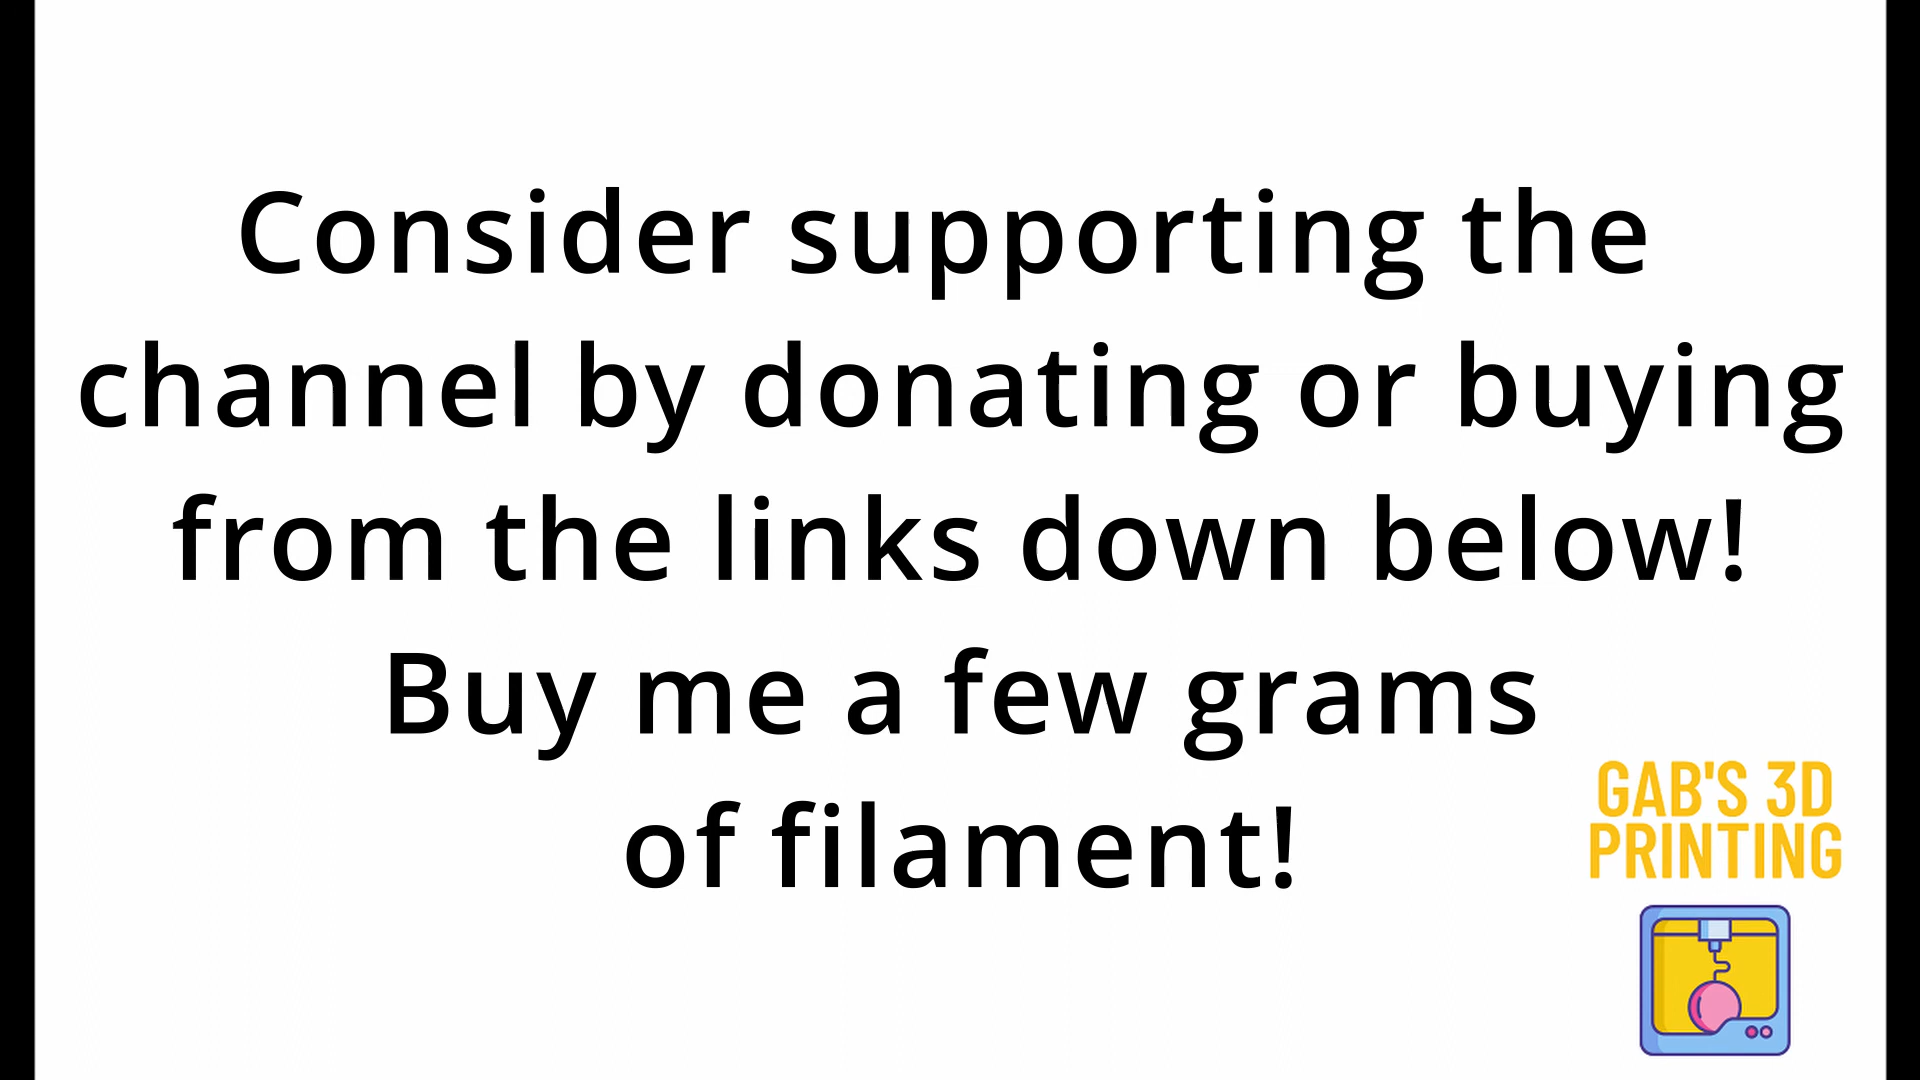 Consider supporting the
channel by donating or buying
from the links down below!
Buy me a few grams
of filament!
GAB'S 3D
PRINTING